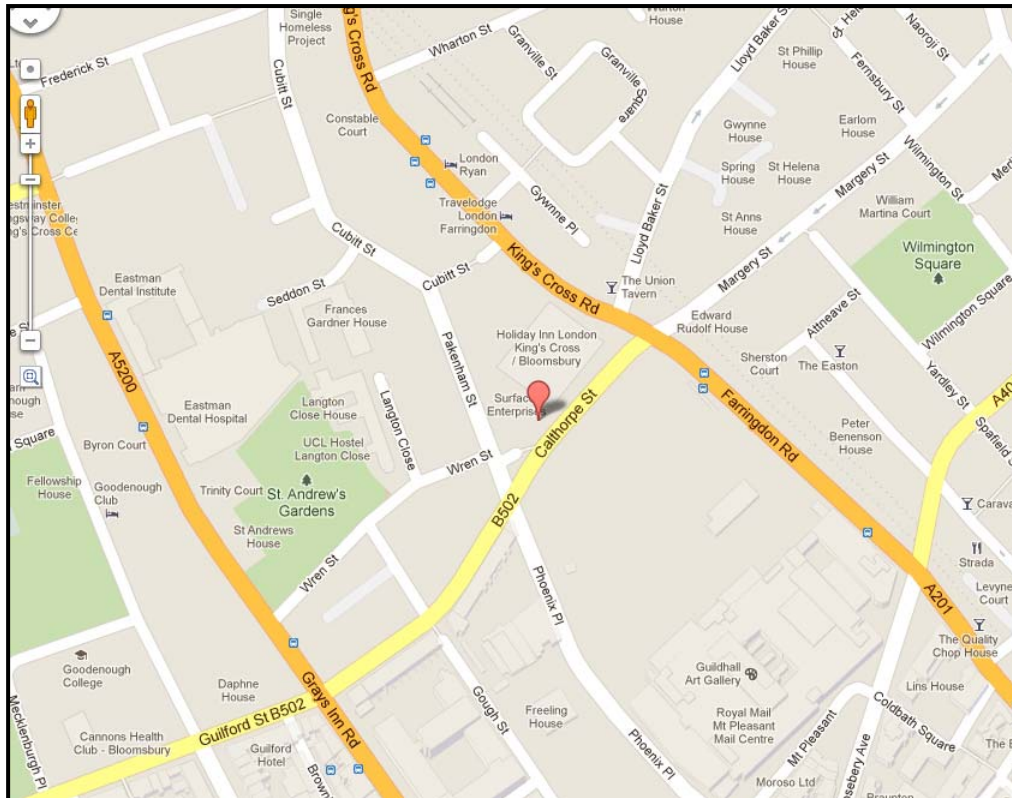 Single
Homeless
Project
King's Cross Rd
Wharton St
Warton
House
Granville St
Granville
Square
Lloyd Baker St
St Phillip
House
Fernsbury St
Naoroji St
Frederick St
Cubitt St
Constable
Court
London
Ryan
Gwynne
House
Earlom
House
Wilmington St
Margery St
Spring
House
St Helena
House
Gwynne Pl
Travelodge
London
Farringdon
William
Martina Court
St Anns
House
Lloyd Baker St
Wilmington
Square
Cubitt St
Cubitt St
King's Cross Rd
Margery St
Eastman
Dental Institute
Seddon St
The Union
Tavern
Frances
Gardner House
Edward
Rudolf House
Attneave St
Wilmington Square
Holiday Inn London
King's Cross
/ Bloomsbury
Pakenham St
A5200
Sherston
Court
The Easton
Yardley St
Langton
Close House
Langton Close
Calthorpe St
Farringdon Rd
Eastman
Dental Hospital
Peter
Benenson
House
Byron Court
UCL Hostel
Langton Close
Wren St
Fellowship
House
Goodenough
Club
Trinity Court
St. Andrew's
Gardens
B502
St Andrews
House
Strada
Wren St
Phoenix Pl
A201
Court
The Quality
Chop House
Goodenough
College
Guildhall
Art Gallery
Daphne
House
Lins House
Mecklenburgh Pl
Grays Inn Rd
Gough St
Freeling
House
Royal Mail
Mt Pleasant
Mail Centre
Mt Pleasant
Coldbath Square
Cannons Health
Club - Bloomsbury
Guilford St B502
Guilford
Hotel
Phoenix Pl
Moroso Ltd